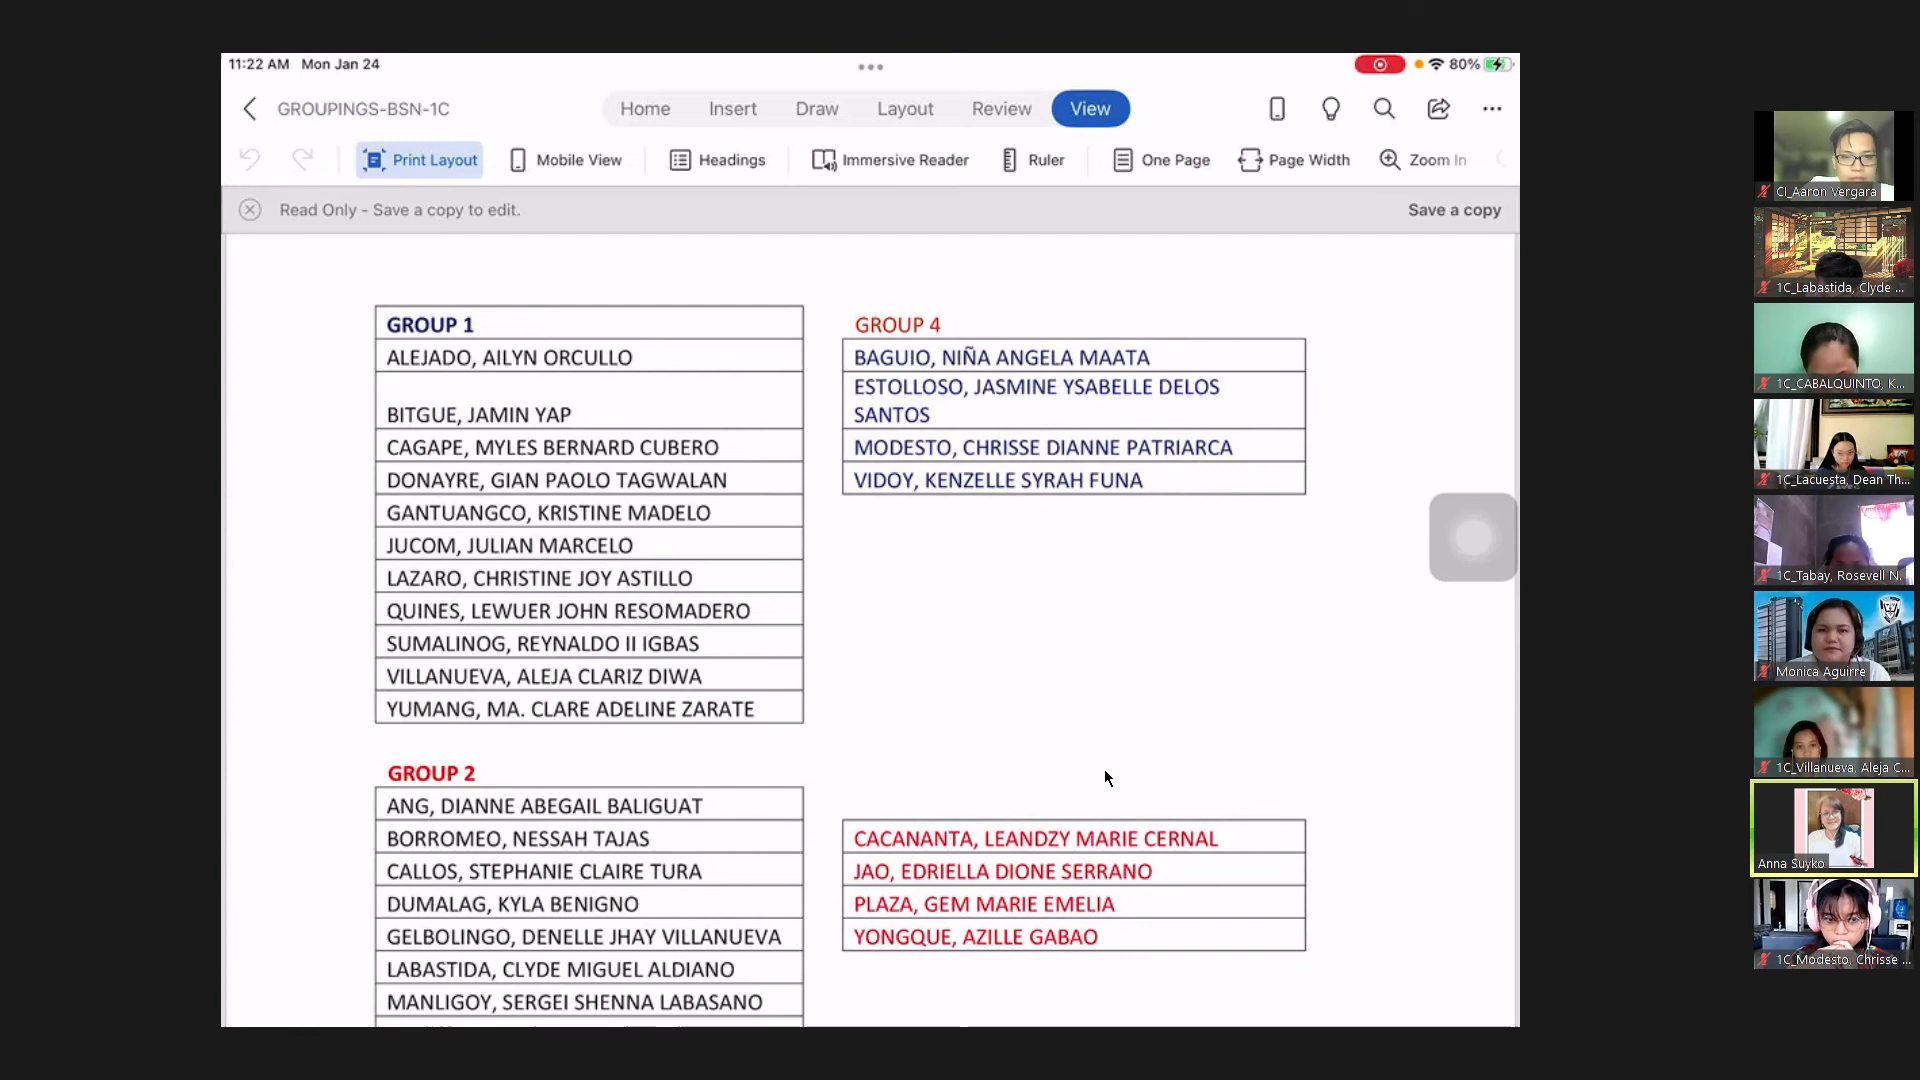 11:22 AM Mon Jan 24
80%
GROUPINGS-BSN-1C
Home Insert Draw Layout Review View
Print Layout Mobile View Headings Immersive Reader Ruler One Page Page Width Zoom In
Read Only - Save a copy to edit.
Save a copy
GROUP 1
ALEJADO, AILYN ORCULLO
BITGUE, JAMIN YAP
CAGAPE, MYLES BERNARD CUBERO
DONAYRE, GIAN PAOLO TAGWALAN
GANTUANGCO, KRISTINE MADELO
JUCOM, JULIAN MARCELO
LAZARO, CHRISTINE JOY ASTILLO
QUINES, LEWUER JOHN RESOMADERO
SUMALINOG, REYNALDO II IGBAS
VILLANUEVA, ALEJA CLARIZ DIWA
YUMANG, MA. CLARE ADELINE ZARATE
GROUP 2
ANG, DIANNE ABEGAIL BALIGUAT
BORROMEO, NESSAH TAJAS
CALLOS, STEPHANIE CLAIRE TURA
DUMALAG, KYLA BENIGNO
GELBOLINGO, DENELLE JHAY VILLANUEVA
LABASTIDA, CLYDE MIGUEL ALDIANO
MANLIGOY, SERGEI SHENNA LABASANO
GROUP 4
BAGUIO, NIÑA ANGELA MAATA
ESTOLLOSO, JASMINE YSABELLE DELOS
SANTOS
MODESTO, CHRISSE DIANNE PATRIARCA
VIDOY, KENZELLE SYRAH FUNA
CACANANTA, LEANDZY MARIE CERNAL
JAO, EDRIELLA DIONE SERRANO
PLAZA, GEM MARIE EMELIA
YONGQUE, AZILLE GABAO
CI_Aaron Vergara
1C_Labastida, Clyde ...
1C_CABALQUINTO, K...
1C_Lacuesta, Dean Th...
1C_Tabay, Rosevell N.
Monica Aguirre
1C_Villanueva, Aleja C...
Anna Suyko
1C_Modesto, Chrisse ...